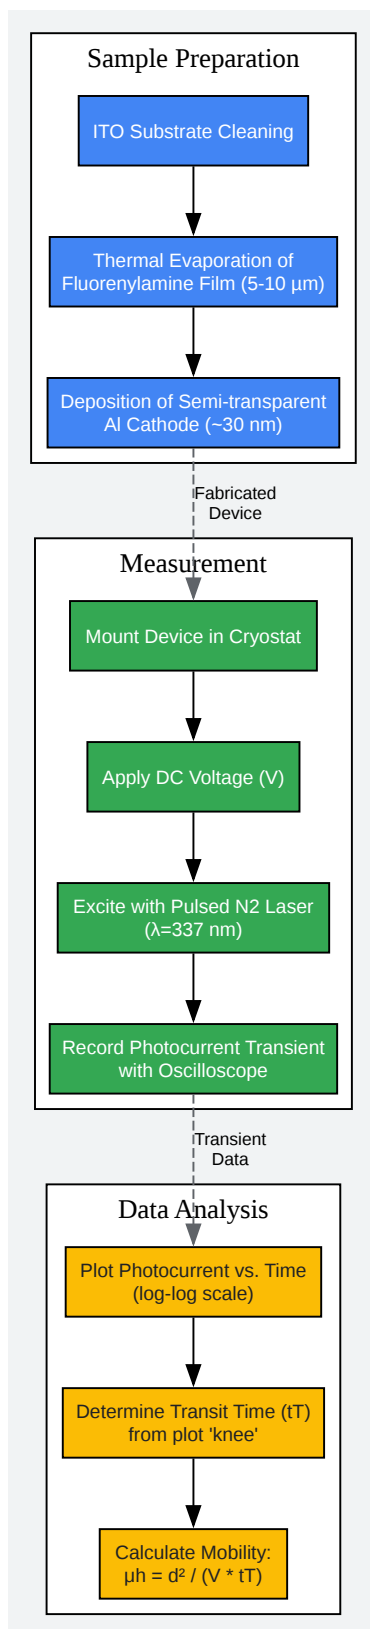 Sample Preparation
ITO Substrate Cleaning
Thermal Evaporation of
Fluorenylamine Film (5-10 µm)
Deposition of Semi-transparent
Al Cathode (~30 nm)
Fabricated
Device
Measurement
Mount Device in Cryostat
Apply DC Voltage (V)
Excite with Pulsed N2 Laser
(λ=337 nm)
Record Photocurrent Transient
with Oscilloscope
Transient
Data
Data Analysis
Plot Photocurrent vs. Time
(log-log scale)
Determine Transit Time (tT)
from plot 'knee'
Calculate Mobility:
µh = d² / (V * tT)